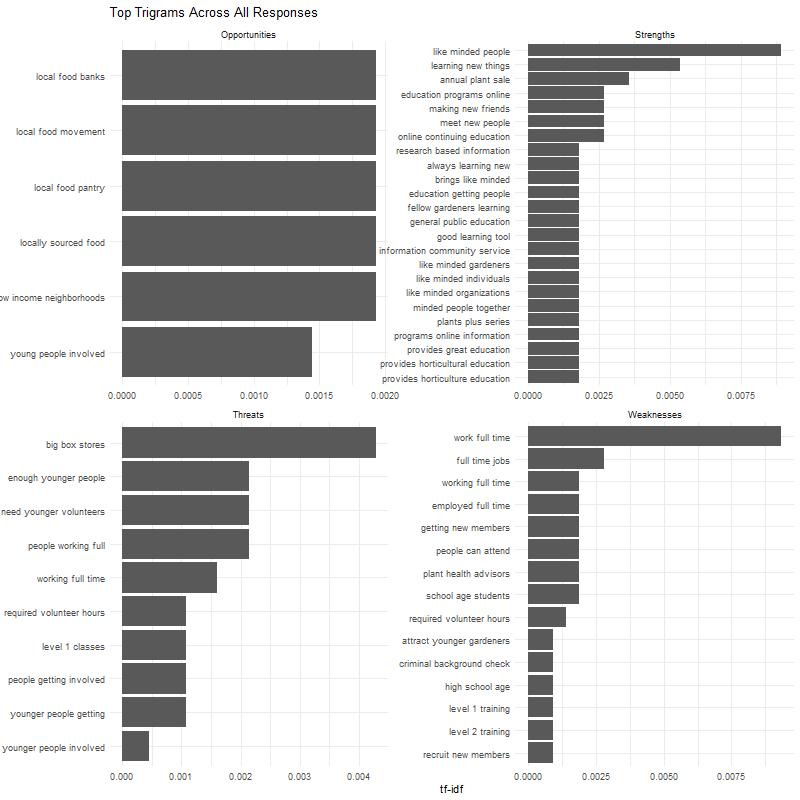 Top Trigrams Across All Responses
Opportunities
local food banks
local food movement
local food pantry
locally sourced food
ow income neighborhoods
young people involved
0.0000 0.0005 0.0010 0.0015 0.0020
Strengths
like minded people
learning new things
annual plant sale
education programs online
making new friends
meet new people
online continuing education
research based information
always learning new
brings like minded
education getting people
fellow gardeners learning
general public education
good learning tool
information community service
like minded gardeners
like minded individuals
like minded organizations
minded people together
plants plus series
programs online information
provides great education
provides horticultural education
provides horticulture education
0.0000 0.0025 0.0050 0.0075
Threats
big box stores
enough younger people
need younger volunteers
people working full
working full time
required volunteer hours
level 1 classes
people getting involved
younger people getting
younger people involved
0.000 0.001 0.002 0.003 0.004
Weaknesses
work full time
full time jobs
working full time
employed full time
getting new members
people can attend
plant health advisors
school age students
required volunteer hours
attract younger gardeners
criminal background check
high school age
level 1 training
level 2 training
recruit new members
0.0000 0.0025 0.0050 0.0075
tf-idf